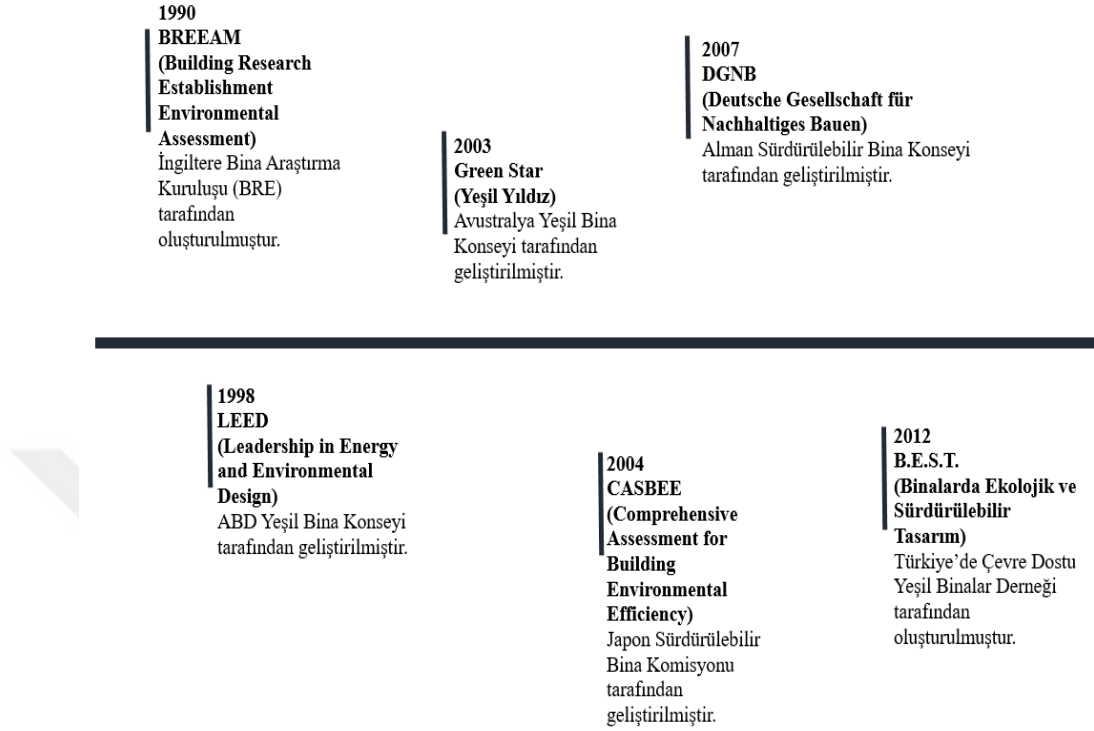 1990
BREEAM
(Building Research
Establishment
Environmental
Assessment)
İngiltere Bina Araştırma
Kuruluşu (BRE)
tarafından
oluşturulmuştur.
2003
Green Star
(Yeşil Yıldız)
Avustralya Yeşil Bina
Konseyi tarafından
geliştirilmiştir.
2007
DGNB
(Deutsche Gesellschaft für
Nachhaltiges Bauen)
Alman Sürdürülebilir Bina Konseyi
tarafından geliştirilmiştir.
1998
LEED
(Leadership in Energy
and Environmental
Design)
ABD Yeşil Bina Konseyi
tarafından geliştirilmiştir.
2004
CASBEE
(Comprehensive
Assessment for
Building
Environmental
Efficiency)
Japon Sürdürülebilir
Bina Komisyonu
tarafından
geliştirilmiştir.
2012
B.E.S.T.
(Binalarda Ekolojik ve
Sürdürülebilir
Tasarım)
Türkiye’de Çevre Dostu
Yeşil Binalar Derneği
tarafından
oluşturulmuştur.